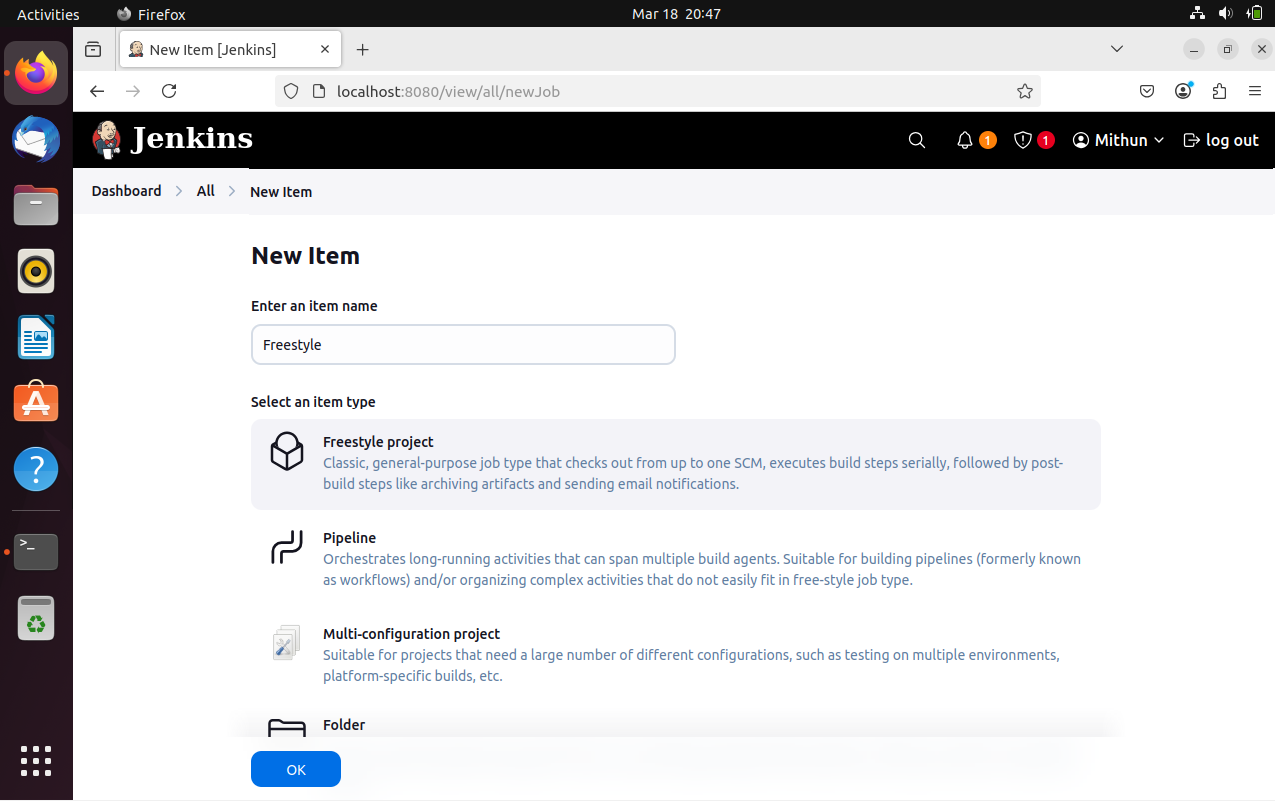 Activities Firefox Mar 18 20:47
New Item [Jenkins]
localhost:8080/view/all/newJob
Jenkins 1 1 Mithun log out
Dashboard All New Item
New Item
Enter an item name
Freestyle
Select an item type
Freestyle project
Classic, general-purpose job type that checks out from up to one SCM, executes build steps serially, followed by post-
build steps like archiving artifacts and sending email notifications.
Pipeline
Orchestrates long-running activities that can span multiple build agents. Suitable for building pipelines (formerly known
as workflows) and/or organizing complex activities that do not easily fit in free-style job type.
Multi-configuration project
Suitable for projects that need a large number of different configurations, such as testing on multiple environments,
platform-specific builds, etc.
Folder
OK